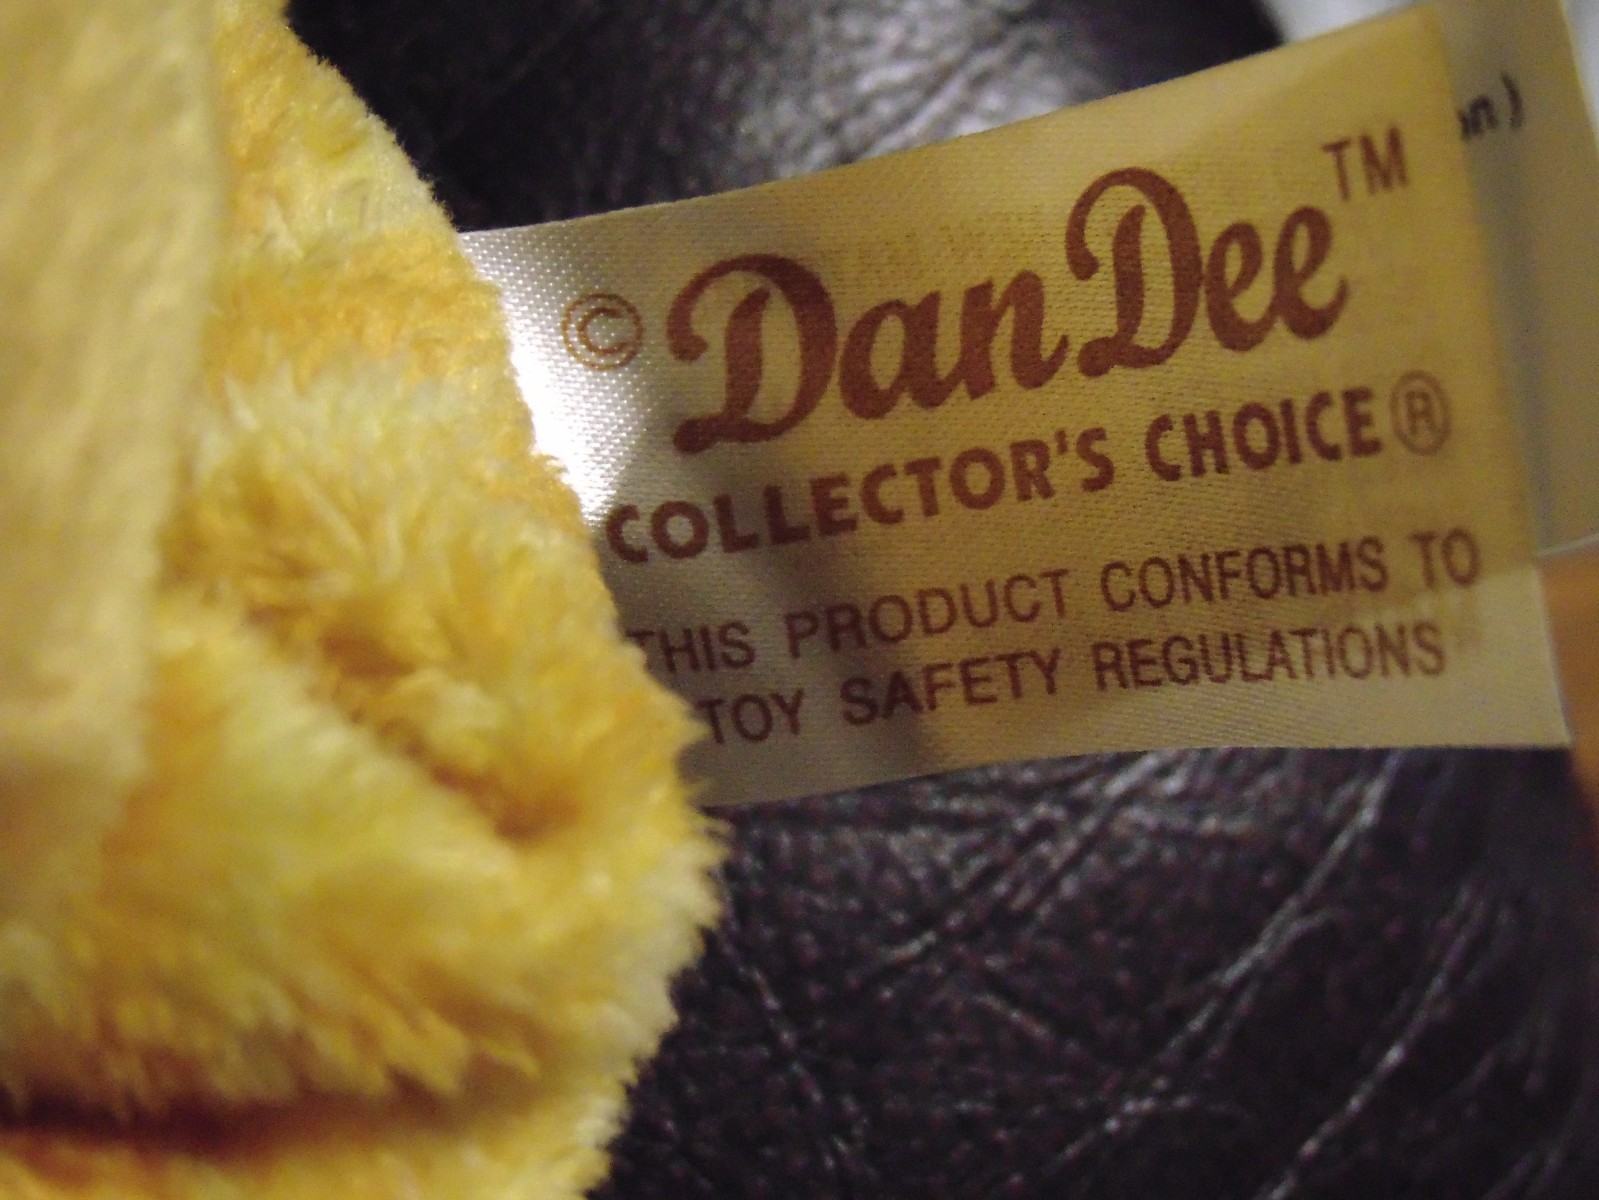 © DanDee™
COLLECTOR'S CHOICE®
THIS PRODUCT CONFORMS TO
TOY SAFETY REGULATIONS